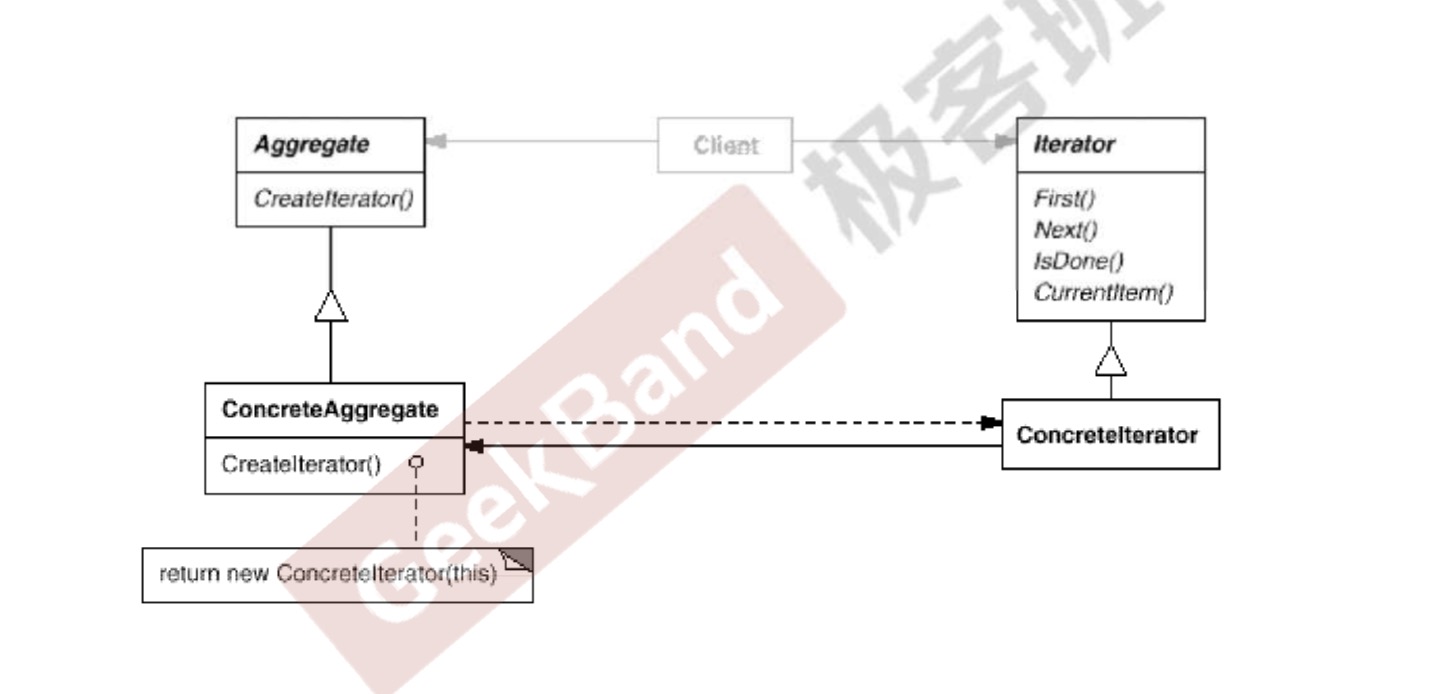 Aggregate
CreateIterator()
Client
Iterator
First()
Next()
IsDone()
CurrentItem()
ConcreteAggregate
CreateIterator()
ConcreteIterator
return new ConcreteIterator(this)
GeekBand
极客班